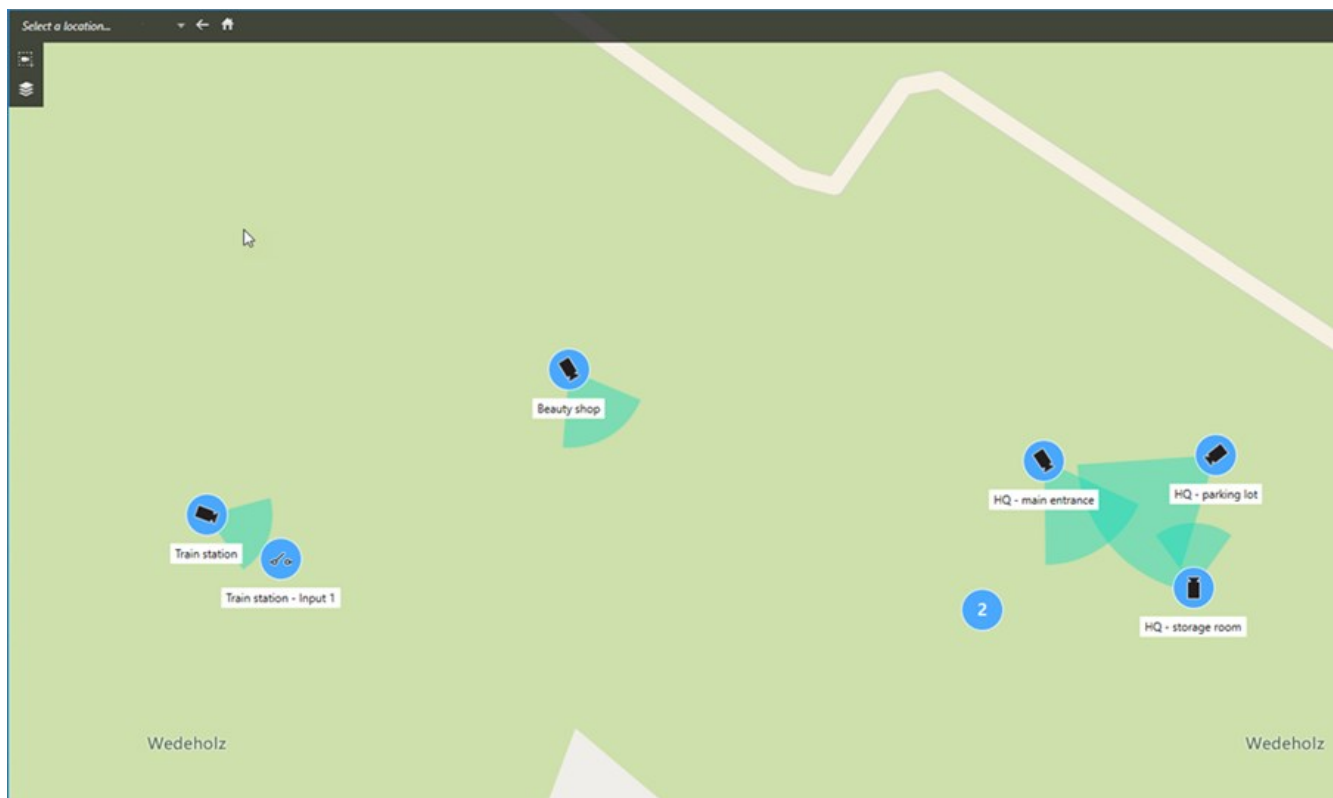 Select a location...
Beauty shop
HQ - main entrance
HQ - parking lot
Train station
Train station - Input 1
2
HQ - storage room
Wedeholz
Wedeholz